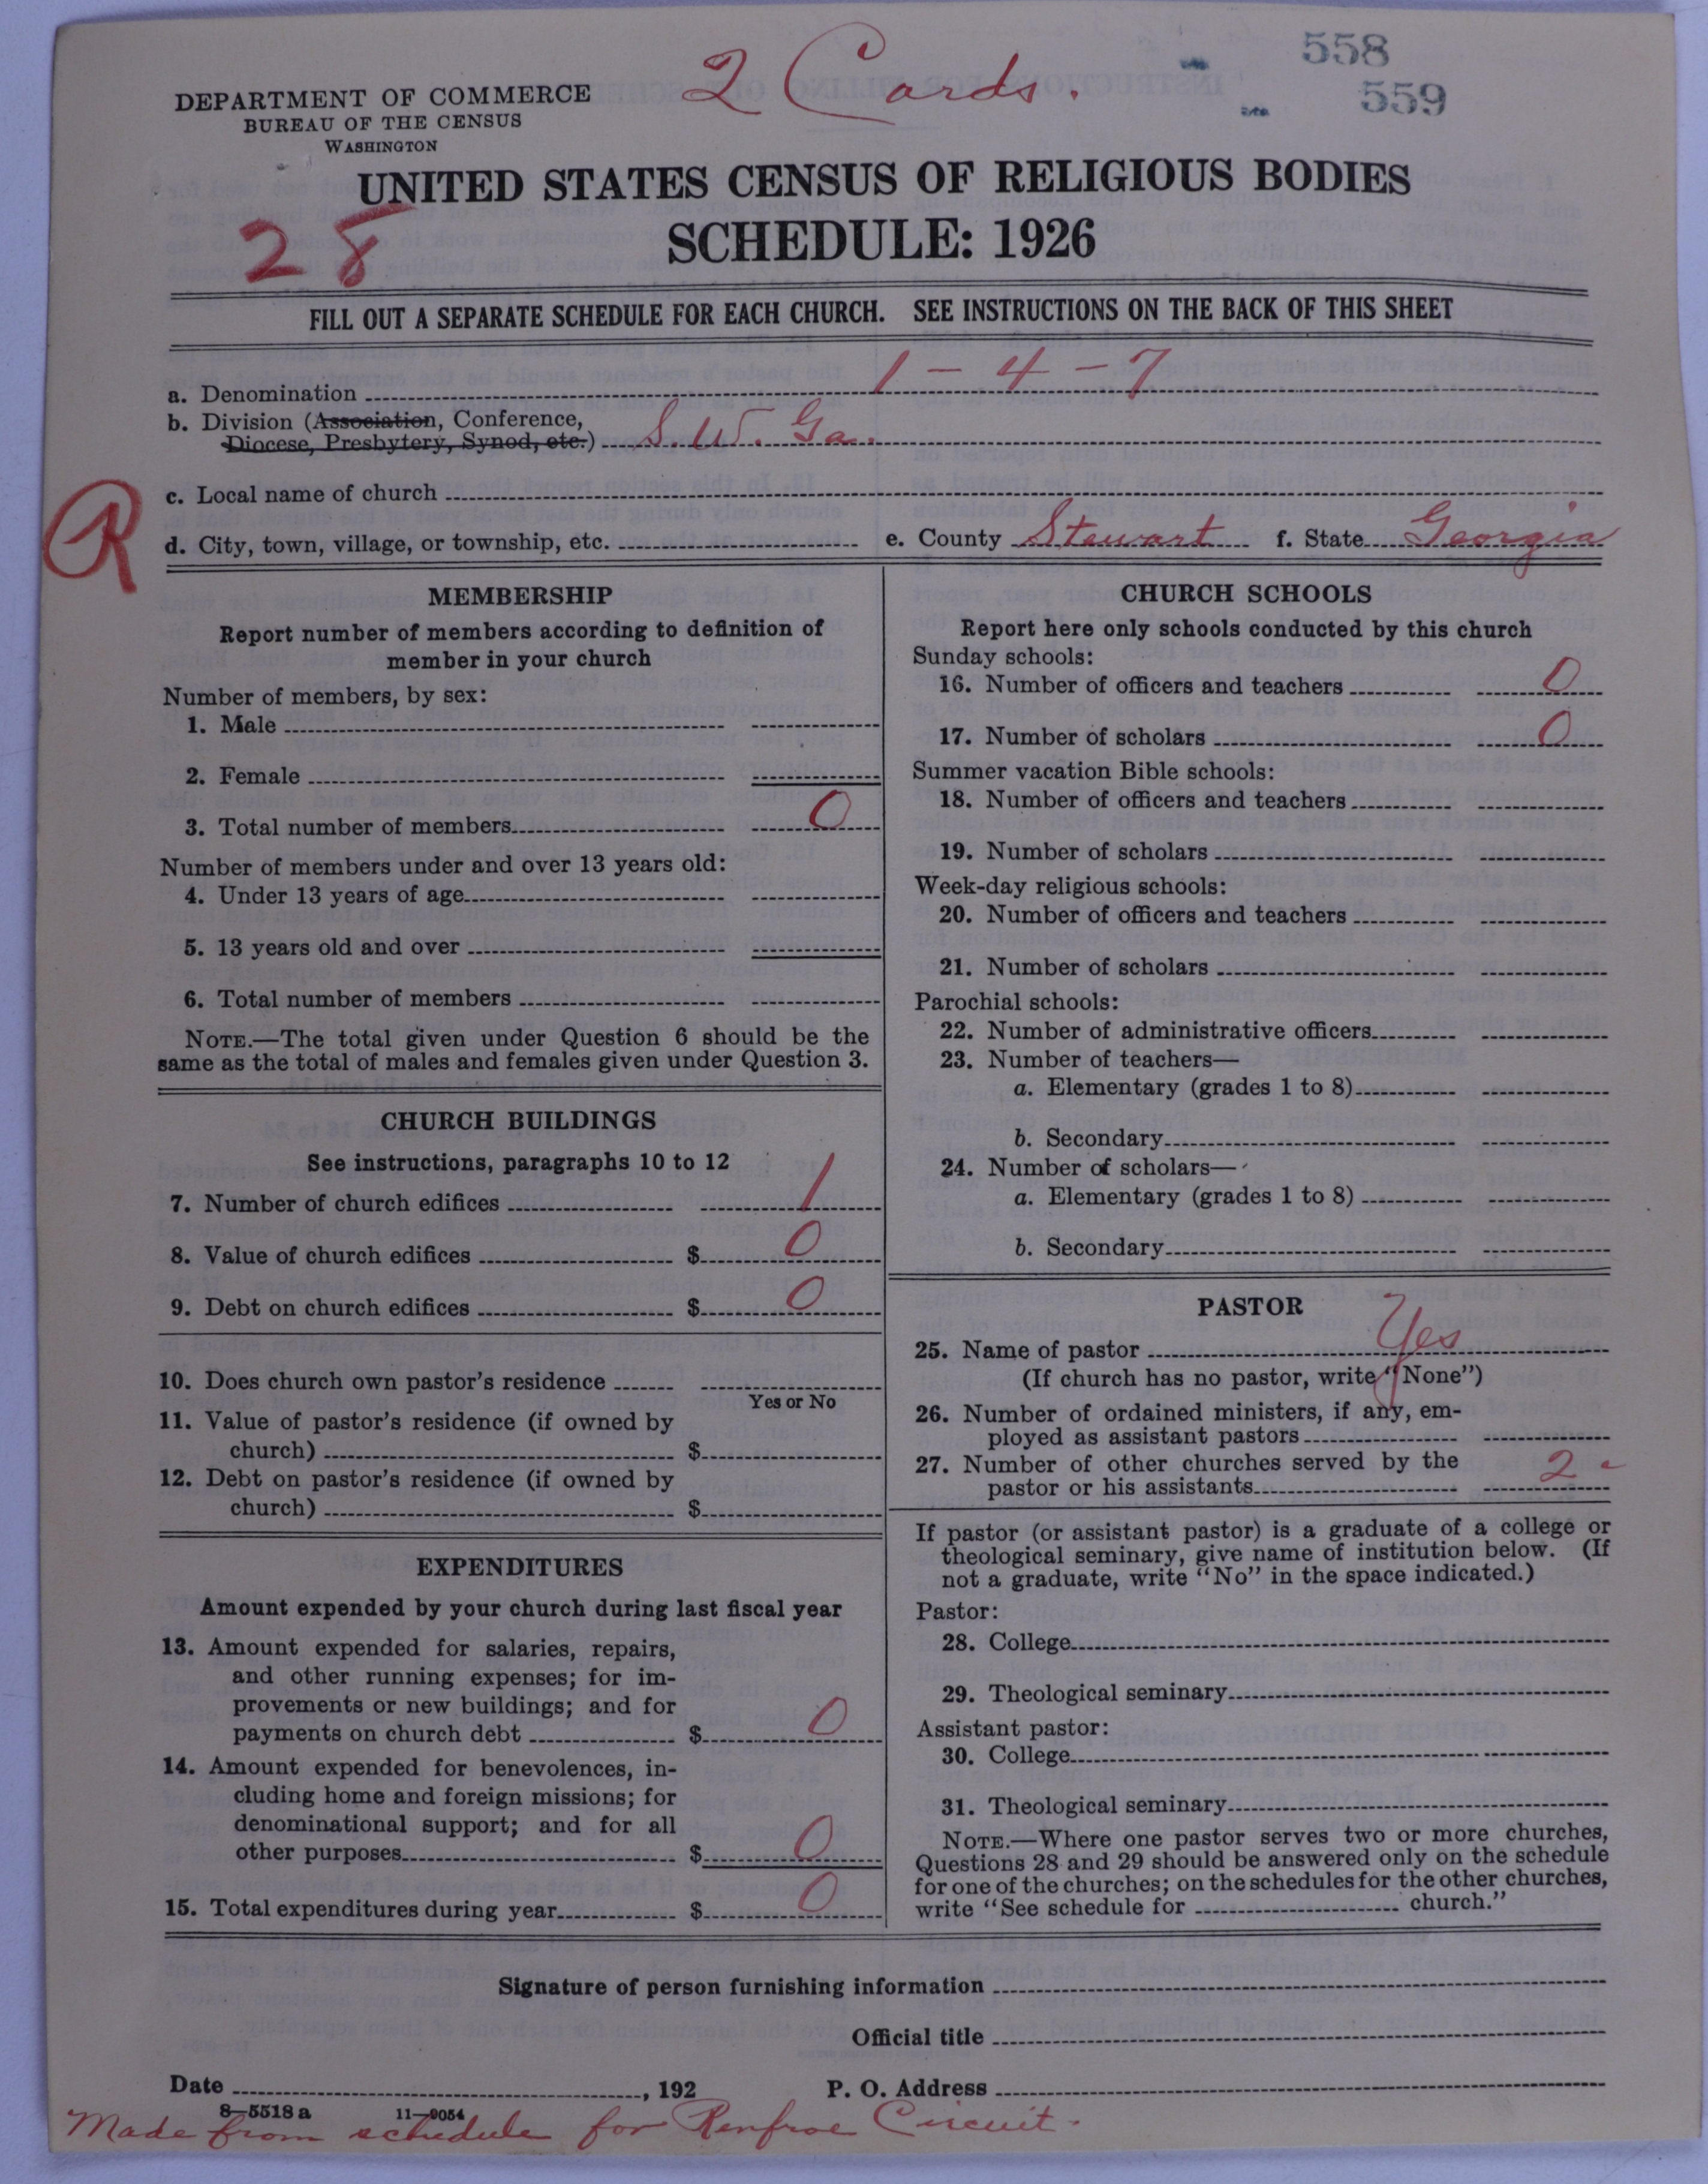 2 Cards.
558
559
DEPARTMENT OF COMMERCE
BUREAU OF THE CENSUS
WASHINGTON
UNITED STATES CENSUS OF RELIGIOUS BODIES
28
SCHEDULE: 1926
FILL OUT A SEPARATE SCHEDULE FOR EACH CHURCH. SEE INSTRUCTIONS ON THE BACK OF THIS SHEET
a. Denomination 1-4-7
b. Division (Association, Conference,
Diocese, Presbytery, Synod, etc.) S. W. Ga.
R
c. Local name of church
d. City, town, village, or township, etc. e. County Stewart f. State Georgia
MEMBERSHIP
Report number of members according to definition of
member in your church
Number of members, by sex:
1. Male
2. Female
3. Total number of members 0
Number of members under and over 13 years old:
4. Under 13 years of age
5. 13 years old and over
6. Total number of members
NOTE.—The total given under Question 6 should be the
same as the total of males and females given under Question 3.
CHURCH BUILDINGS
See instructions, paragraphs 10 to 12
7. Number of church edifices 1
8. Value of church edifices $ 0
9. Debt on church edifices $ 0
10. Does church own pastor's residence
Yes or No
11. Value of pastor's residence (if owned by
church) $
12. Debt on pastor's residence (if owned by
church) $
EXPENDITURES
Amount expended by your church during last fiscal year
13. Amount expended for salaries, repairs,
and other running expenses; for im-
provements or new buildings; and for
payments on church debt $ 0
14. Amount expended for benevolences, in-
cluding home and foreign missions; for
denominational support; and for all
other purposes $ 0
15. Total expenditures during year $ 0
CHURCH SCHOOLS
Report here only schools conducted by this church
Sunday schools:
16. Number of officers and teachers 0
17. Number of scholars 0
Summer vacation Bible schools:
18. Number of officers and teachers
19. Number of scholars
Week-day religious schools:
20. Number of officers and teachers
21. Number of scholars
Parochial schools:
22. Number of administrative officers
23. Number of teachers—
a. Elementary (grades 1 to 8)
b. Secondary
24. Number of scholars—
a. Elementary (grades 1 to 8)
b. Secondary
PASTOR
25. Name of pastor Yes
(If church has no pastor, write "None")
26. Number of ordained ministers, if any, em-
ployed as assistant pastors
27. Number of other churches served by the
pastor or his assistants 2
If pastor (or assistant pastor) is a graduate of a college or
theological seminary, give name of institution below. (If
not a graduate, write "No" in the space indicated.)
Pastor:
28. College
29. Theological seminary
Assistant pastor:
30. College
31. Theological seminary
NOTE.—Where one pastor serves two or more churches,
Questions 28 and 29 should be answered only on the schedule
for one of the churches; on the schedules for the other churches,
write "See schedule for church."
Signature of person furnishing information
Official title
Date , 192 P. O. Address
8—5518 a 11—9054
Made from schedule for Renfroe Circuit.